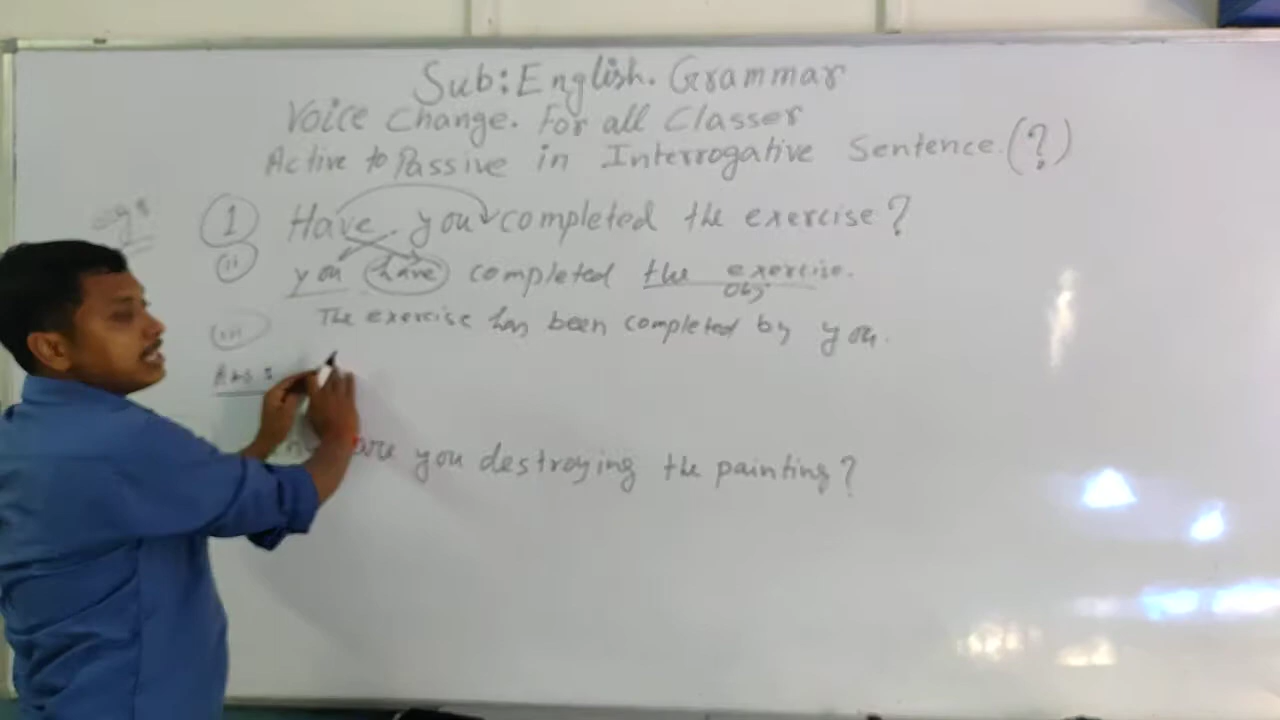 Sub: English. Grammar
Voice Change. For all Classes
Active to Passive in Interrogative Sentence. (?)
eg:
1 Have you completed the exercise?
(ii) you have completed the exercise.
Obj
(iii) The exercise has been completed by you.
Ans:
are you destroying the painting?